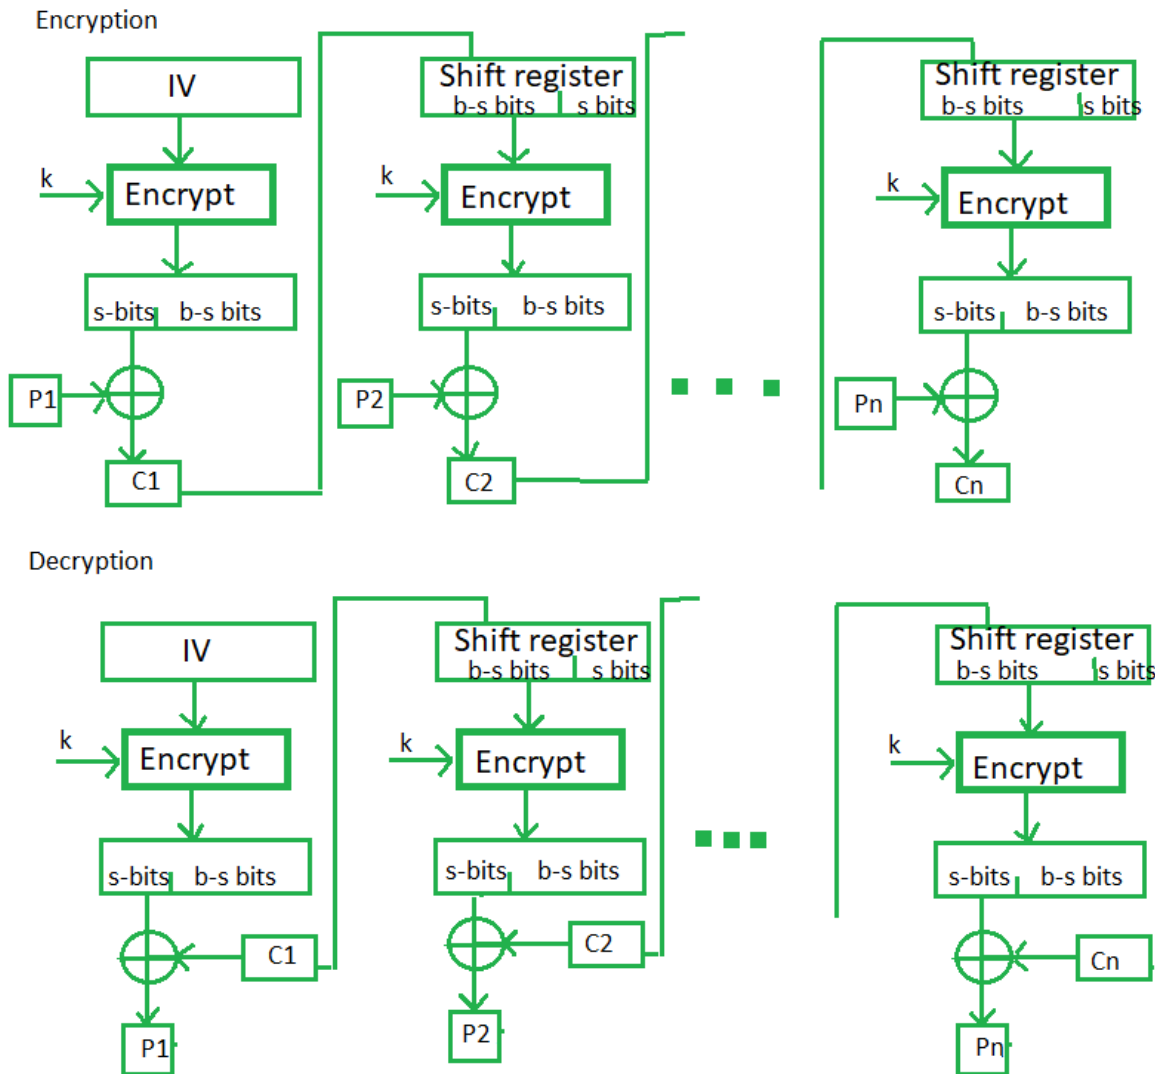 Encryption
IV
Shift register
b-s bits s bits
Shift register
b-s bits s bits
k
Encrypt
k
Encrypt
k
Encrypt
s-bits b-s bits
s-bits b-s bits
s-bits b-s bits
P1
P2
Pn
C1
C2
Cn
Decryption
IV
Shift register
b-s bits s bits
Shift register
b-s bits s bits
k
Encrypt
k
Encrypt
k
Encrypt
s-bits b-s bits
s-bits b-s bits
s-bits b-s bits
C1
C2
Cn
P1
P2
Pn